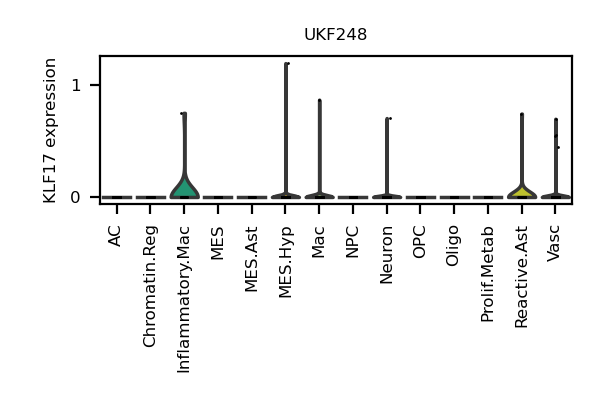 UKF248
KLF17 expression
1
0
AC
Chromatin.Reg
Inflammatory.Mac
MES
MES.Ast
MES.Hyp
Mac
NPC
Neuron
OPC
Oligo
Prolif.Metab
Reactive.Ast
Vasc